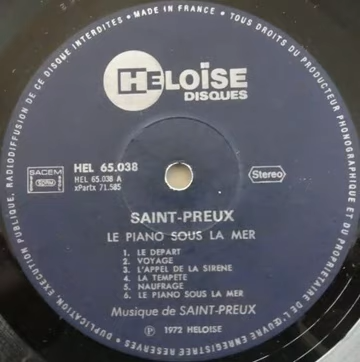 • MADE IN FRANCE • TOUS DROITS DU PRODUCTEUR PHONOGRAPHIQUE ET DU PROPRIETAIRE DE L'ŒUVRE ENREGISTREE RESERVES • DUPLICATION, EXECUTION PUBLIQUE, RADIODIFFUSION DE CE DISQUE INTERDITES
HELOÏSE
DISQUES
HEL 65.038
HEL 65.038 A
xPartx 71.585
SACEM
Stereo
SAINT-PREUX
LE PIANO SOUS LA MER
1. LE DEPART
2. VOYAGE
3. L'APPEL DE LA SIRENE
4. LA TEMPETE
5. NAUFRAGE
6. LE PIANO SOUS LA MER
Musique de SAINT-PREUX
℗ 1972 HELOISE